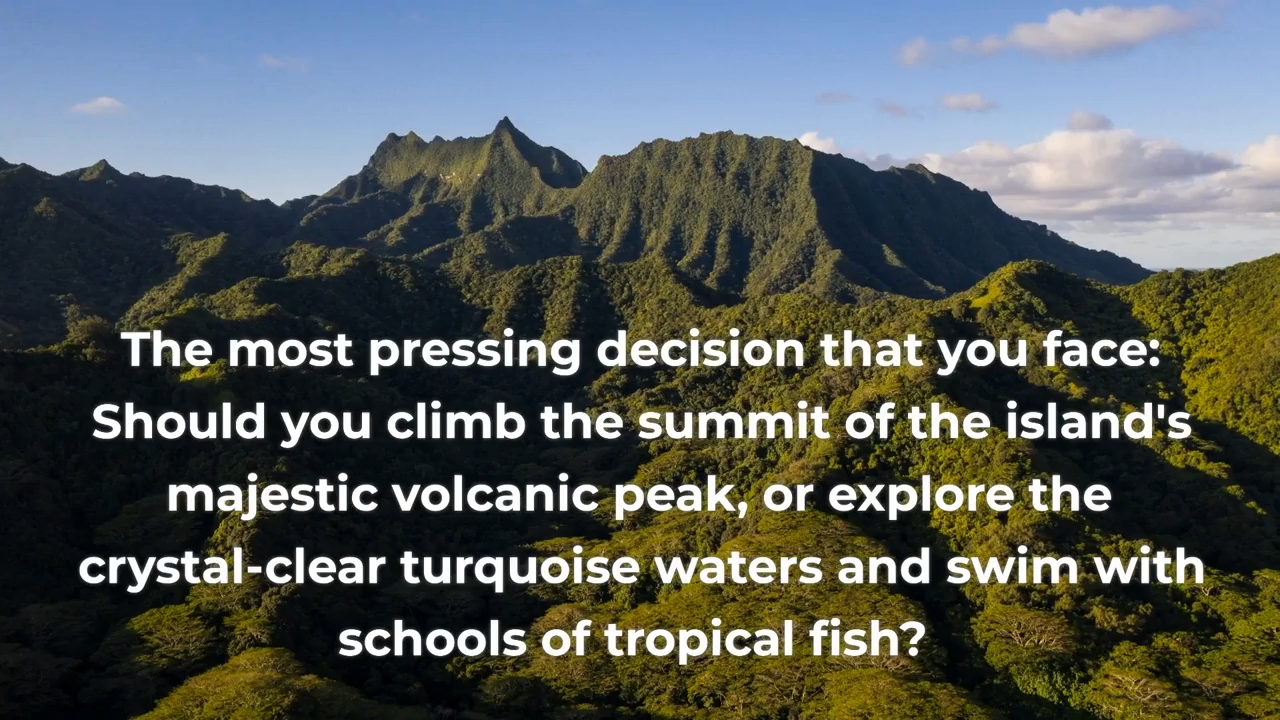 The most pressing decision that you face:
Should you climb the summit of the island's
majestic volcanic peak, or explore the
crystal-clear turquoise waters and swim with
schools of tropical fish?